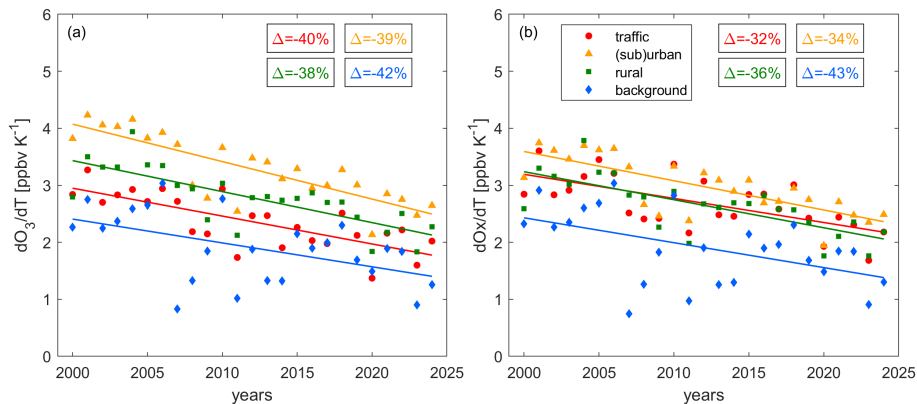 (a)
Δ=-40%
Δ=-39%
Δ=-38%
Δ=-42%
dO3/dT [ppbv K-1]
6
5
4
3
2
1
0
2000
2005
2010
2015
2020
2025
years
(b)
traffic
(sub)urban
rural
background
Δ=-32%
Δ=-34%
Δ=-36%
Δ=-43%
dOx/dT [ppbv K-1]
6
5
4
3
2
1
0
2000
2005
2010
2015
2020
2025
years